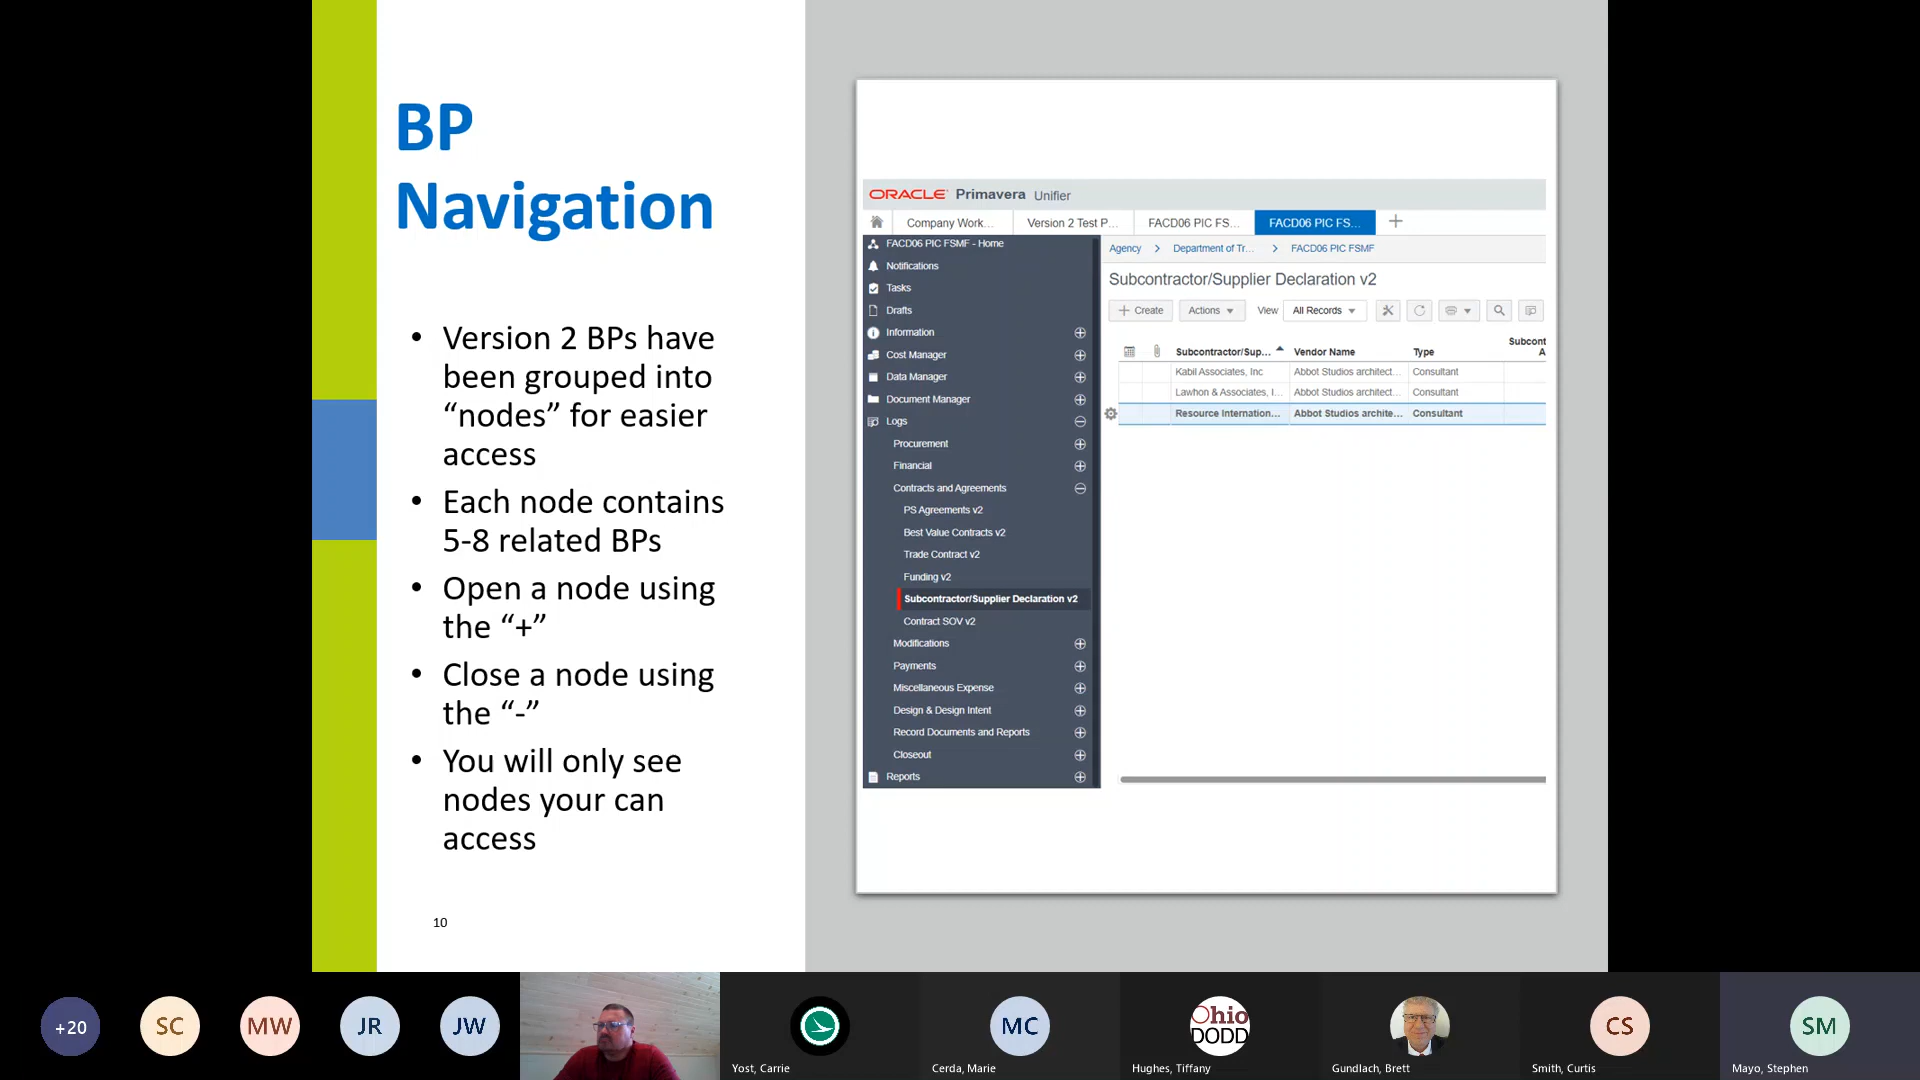 BP
Navigation
• Version 2 BPs have
been grouped into
“nodes” for easier
access
• Each node contains
5-8 related BPs
• Open a node using
the “+”
• Close a node using
the “-”
• You will only see
nodes your can
access
10
ORACLE Primavera Unifier
Company Work... Version 2 Test P... FACD06 PIC FS... FACD06 PIC FS...
FACD06 PIC FSMF - Home
Notifications
Tasks
Drafts
Information
Cost Manager
Data Manager
Document Manager
Logs
Procurement
Financial
Contracts and Agreements
PS Agreements v2
Best Value Contracts v2
Trade Contract v2
Funding v2
Subcontractor/Supplier Declaration v2
Contract SOV v2
Modifications
Payments
Miscellaneous Expense
Design & Design Intent
Record Documents and Reports
Closeout
Reports
Agency > Department of Tr... > FACD06 PIC FSMF
Subcontractor/Supplier Declaration v2
+ Create Actions View All Records
Subcontractor/Sup... Vendor Name Type Subcont
A
Kabil Associates, Inc Abbot Studios architect... Consultant
Lawhon & Associates, I... Abbot Studios architect... Consultant
Resource Internation... Abbot Studios archite... Consultant
+20 SC MW JR JW MC Ohio CS SM
DODD
Yost, Carrie Cerda, Marie Hughes, Tiffany Gundlach, Brett Smith, Curtis Mayo, Stephen